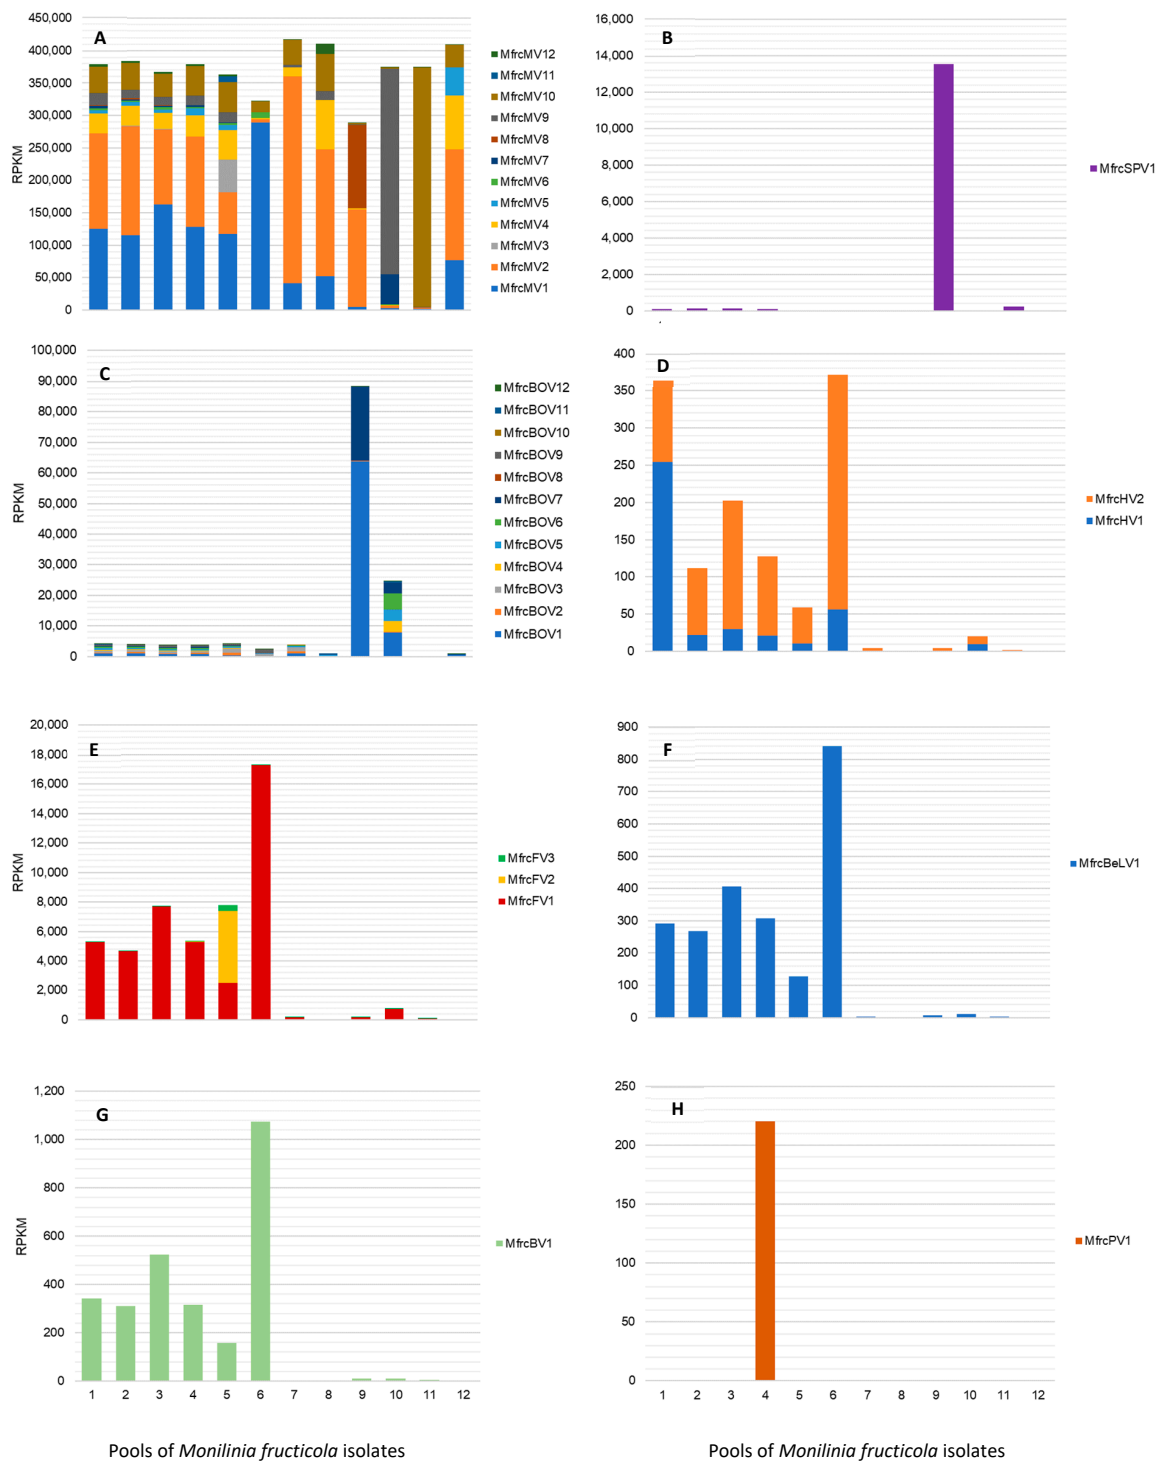 A
450,000
400,000
350,000
300,000
250,000
200,000
150,000
100,000
50,000
0
RPKM
MfrcMV12
MfrcMV11
MfrcMV10
MfrcMV9
MfrcMV8
MfrcMV7
MfrcMV6
MfrcMV5
MfrcMV4
MfrcMV3
MfrcMV2
MfrcMV1
B
16,000
14,000
12,000
10,000
8,000
6,000
4,000
2,000
0
MfrcSPV1
C
100,000
90,000
80,000
70,000
60,000
50,000
40,000
30,000
20,000
10,000
0
RPKM
MfrcBOV12
MfrcBOV11
MfrcBOV10
MfrcBOV9
MfrcBOV8
MfrcBOV7
MfrcBOV6
MfrcBOV5
MfrcBOV4
MfrcBOV3
MfrcBOV2
MfrcBOV1
D
400
350
300
250
200
150
100
50
0
MfrcHV2
MfrcHV1
E
20,000
18,000
16,000
14,000
12,000
10,000
8,000
6,000
4,000
2,000
0
RPKM
MfrcFV3
MfrcFV2
MfrcFV1
F
900
800
700
600
500
400
300
200
100
0
MfrcBeLV1
G
1,200
1,000
800
600
400
200
0
RPKM
1 2 3 4 5 6 7 8 9 10 11 12
MfrcBV1
Pools of Monilinia fructicola isolates
H
250
200
150
100
50
0
1 2 3 4 5 6 7 8 9 10 11 12
MfrcPV1
Pools of Monilinia fructicola isolates